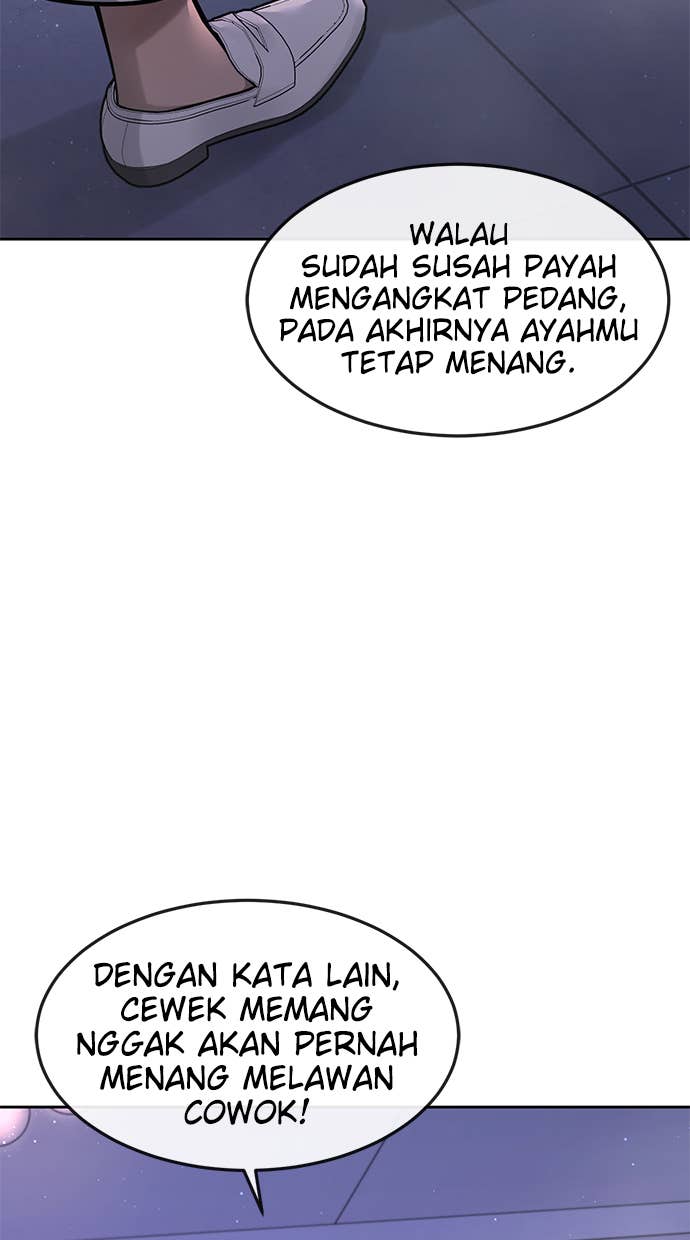 WALAU
SUDAH SUSAH PAYAH
MENGANGKAT PEDANG,
PADA AKHIRNYA AYAHMU
TETAP MENANG.
DENGAN KATA LAIN,
CEWEK MEMANG
NGGAK AKAN PERNAH
MENANG MELAWAN
COWOK!